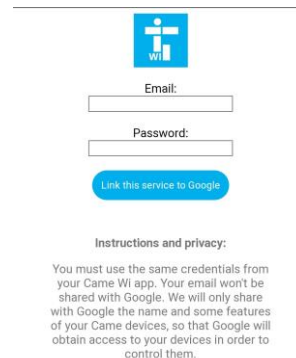 WI
Email:
Password:
Link this service to Google
Instructions and privacy:
You must use the same credentials from
your Came Wi app. Your email won't be
shared with Google. We will only share
with Google the name and some features
of your Came devices, so that Google will
obtain access to your devices in order to
control them.